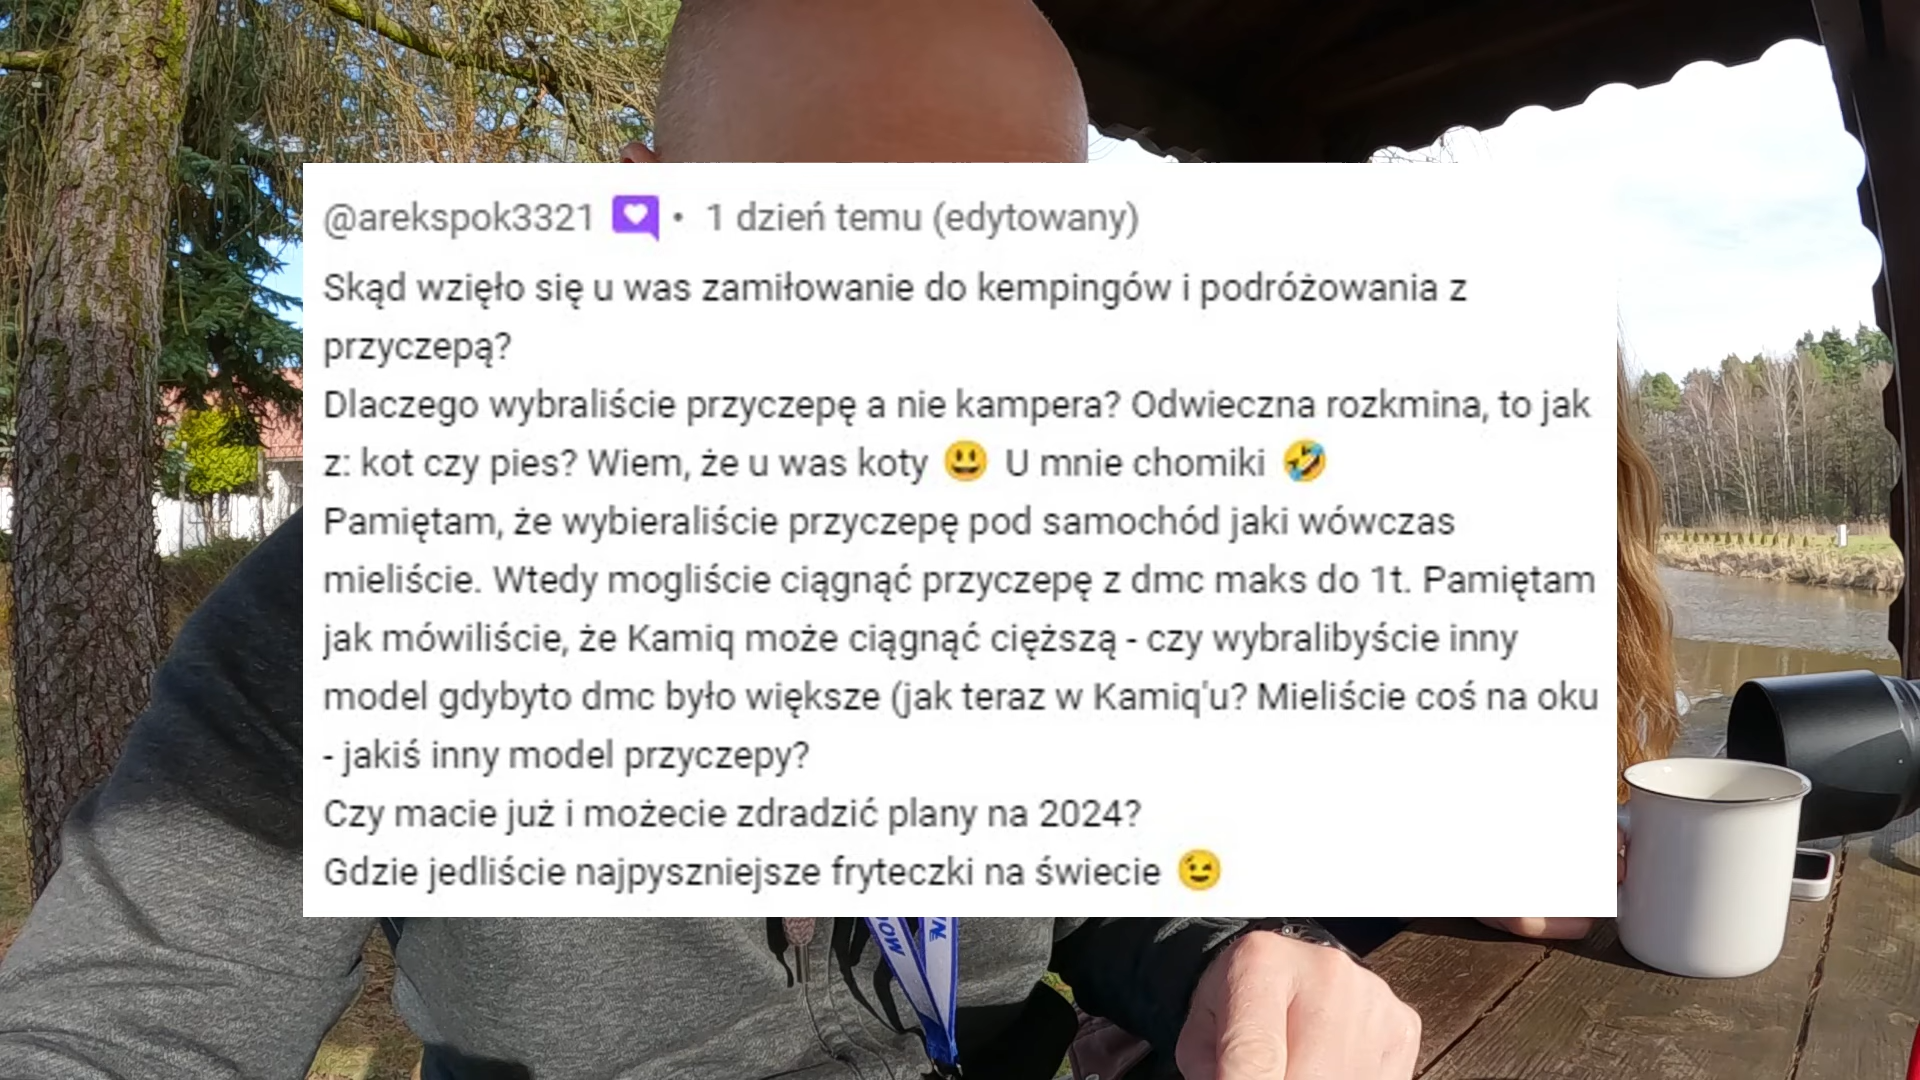 @arekspok3321 • 1 dzień temu (edytowany)
Skąd wzięło się u was zamiłowanie do kempingów i podróżowania z
przyczepą?
Dlaczego wybraliście przyczepę a nie kampera? Odwieczna rozkmina, to jak
z: kot czy pies? Wiem, że u was koty 😃 U mnie chomiki 🤣
Pamiętam, że wybieraliście przyczepę pod samochód jaki wówczas
mieliście. Wtedy mogliście ciągnąć przyczepę z dmc maks do 1t. Pamiętam
jak mówiliście, że Kamiq może ciągnąć cięższą - czy wybralibyście inny
model gdybyto dmc było większe (jak teraz w Kamiq'u? Mieliście coś na oku
- jakiś inny model przyczepy?
Czy macie już i możecie zdradzić plany na 2024?
Gdzie jedliście najpyszniejsze fryteczki na świecie 😉